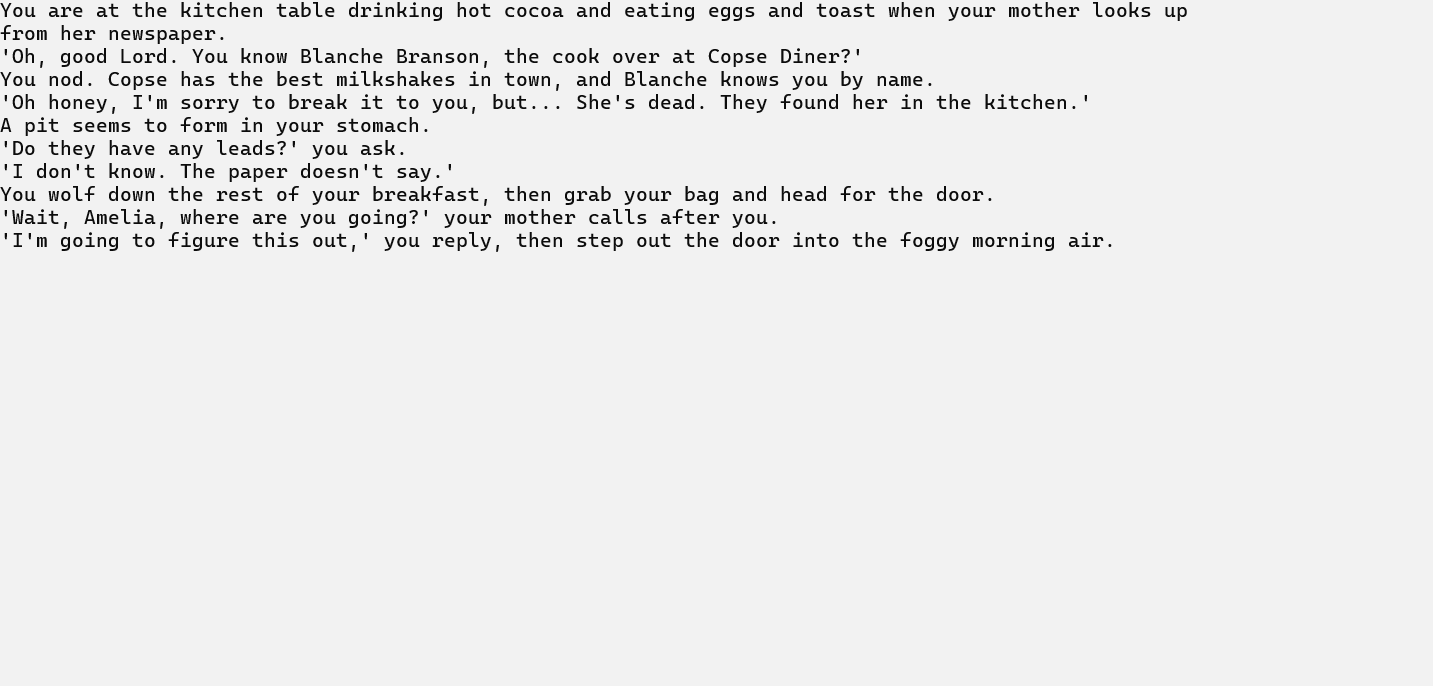 You are at the kitchen table drinking hot cocoa and eating eggs and toast when your mother looks up
from her newspaper.
'Oh, good Lord. You know Blanche Branson, the cook over at Copse Diner?'
You nod. Copse has the best milkshakes in town, and Blanche knows you by name.
'Oh honey, I'm sorry to break it to you, but... She's dead. They found her in the kitchen.'
A pit seems to form in your stomach.
'Do they have any leads?' you ask.
'I don't know. The paper doesn't say.'
You wolf down the rest of your breakfast, then grab your bag and head for the door.
'Wait, Amelia, where are you going?' your mother calls after you.
'I'm going to figure this out,' you reply, then step out the door into the foggy morning air.